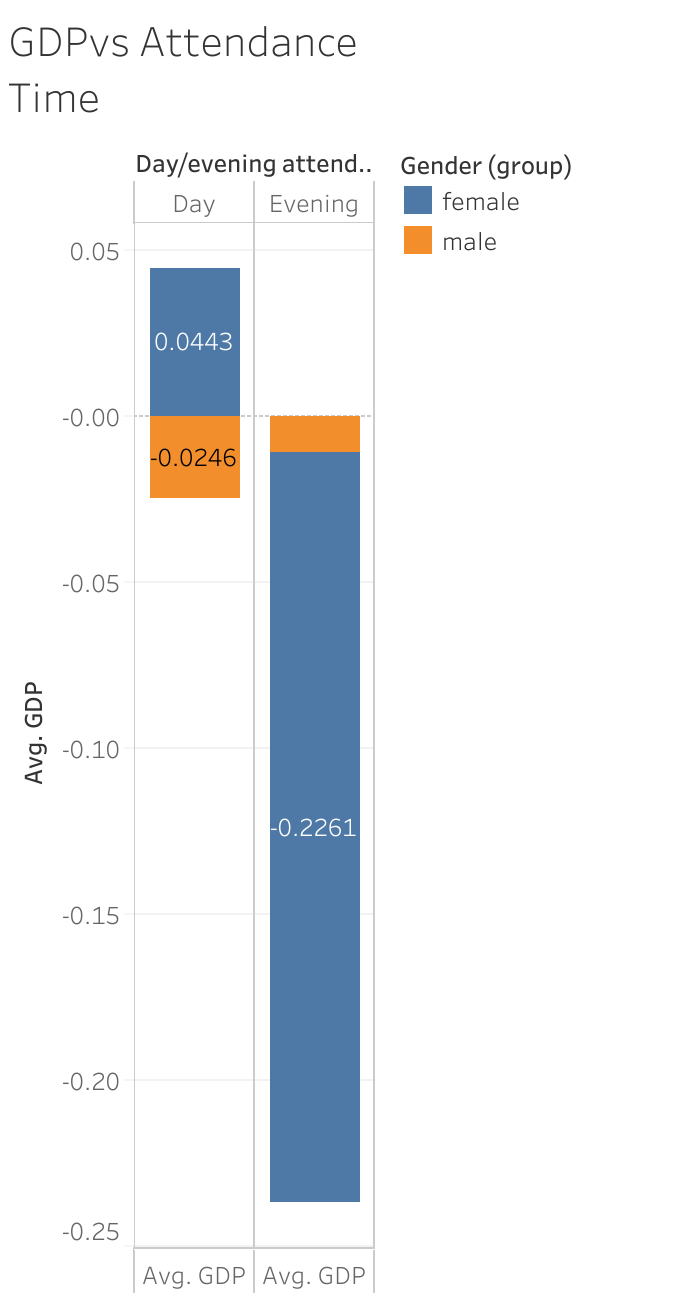 GDPvs Attendance
Time
Day/evening attend..
Gender (group)
Day
Evening
female
male
0.05
-0.00
-0.05
-0.10
-0.15
-0.20
-0.25
Avg. GDP
0.0443
-0.0246
-0.2261
Avg. GDP
Avg. GDP